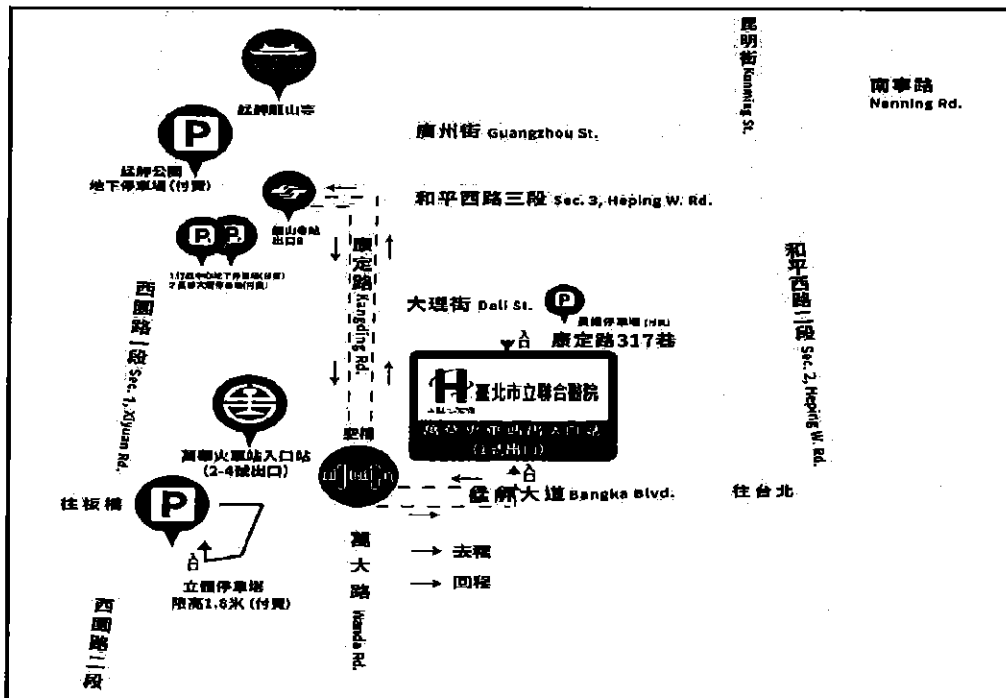 昆明街 Kunming St.
南寧路
Nanning Rd.
艋舺龍山寺
P
廣州街 Guangzhou St.
艋舺公園
地下停車場(付費)
和平西路三段 Sec. 3, Heping W. Rd.
龍山寺站
P
P
康定路 Kangding Rd.
和平西路二段 Sec. 2, Heping W. Rd.
西園路一段 Sec. 1, Xiyuan Rd.
大理街 Dali St.
P
入口
康定路317巷
H 臺北市立聯合醫院
萬華火車站入口站
(2-4號出口)
入口
往板橋
P
艋舺大道 Bangka Blvd.
往台北
入口
萬大路 Wanda Rd.
→ 去程
→ 回程
立體停車場
限高1.8米(付費)
西園路二段